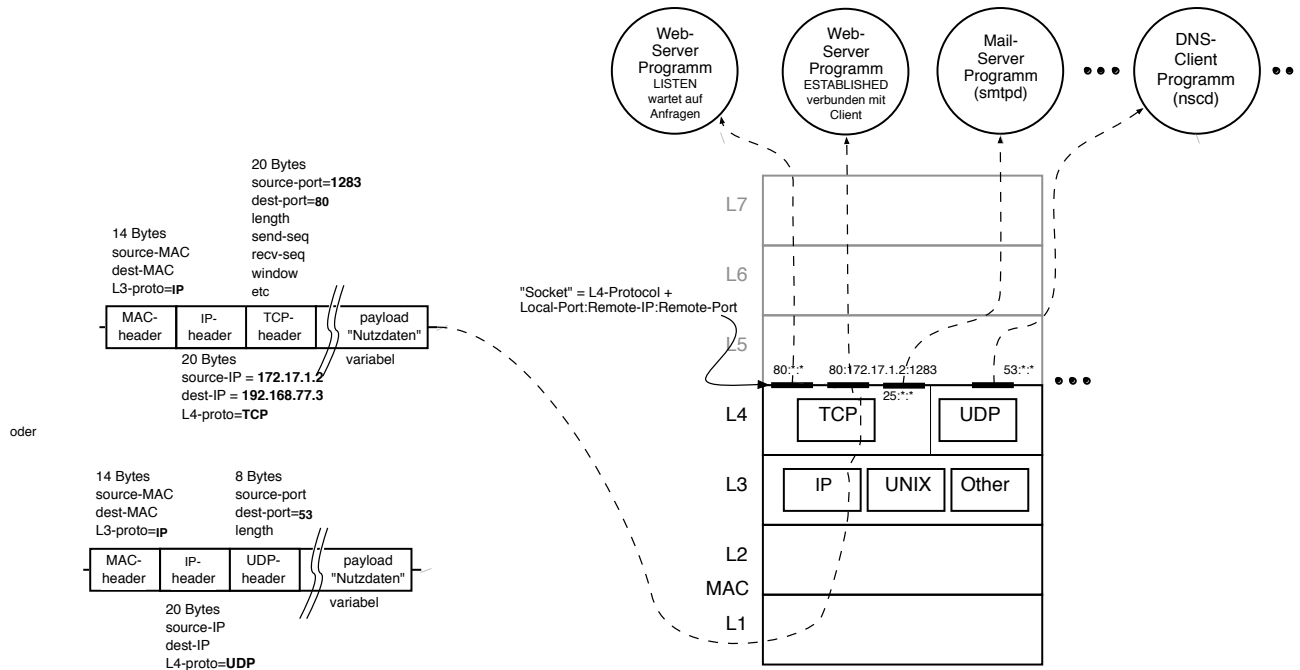 Web-
Server
Programm
LISTEN
wartet auf
Anfragen
Web-
Server
Programm
ESTABLISHED
verbunden mit
Client
Mail-
Server
Programm
(smtpd)
DNS-
Client
Programm
(nscd)
20 Bytes
source-port=1283
dest-port=80
length
send-seq
recv-seq
window
etc
14 Bytes
source-MAC
dest-MAC
L3-proto=IP
MAC-
header
IP-
header
TCP-
header
payload
"Nutzdaten"
variabel
20 Bytes
source-IP = 172.17.1.2
dest-IP = 192.168.77.3
L4-proto=TCP
oder
14 Bytes
source-MAC
dest-MAC
L3-proto=IP
8 Bytes
source-port
dest-port=53
length
MAC-
header
IP-
header
UDP-
header
payload
"Nutzdaten"
variabel
20 Bytes
source-IP
dest-IP
L4-proto=UDP
"Socket" = L4-Protocol +
Local-Port:Remote-IP:Remote-Port
L7
L6
L5
80:*:*
80:172.17.1.2:1283
53:*:*
25:*:*
L4
TCP
UDP
L3
IP
UNIX
Other
L2
MAC
L1